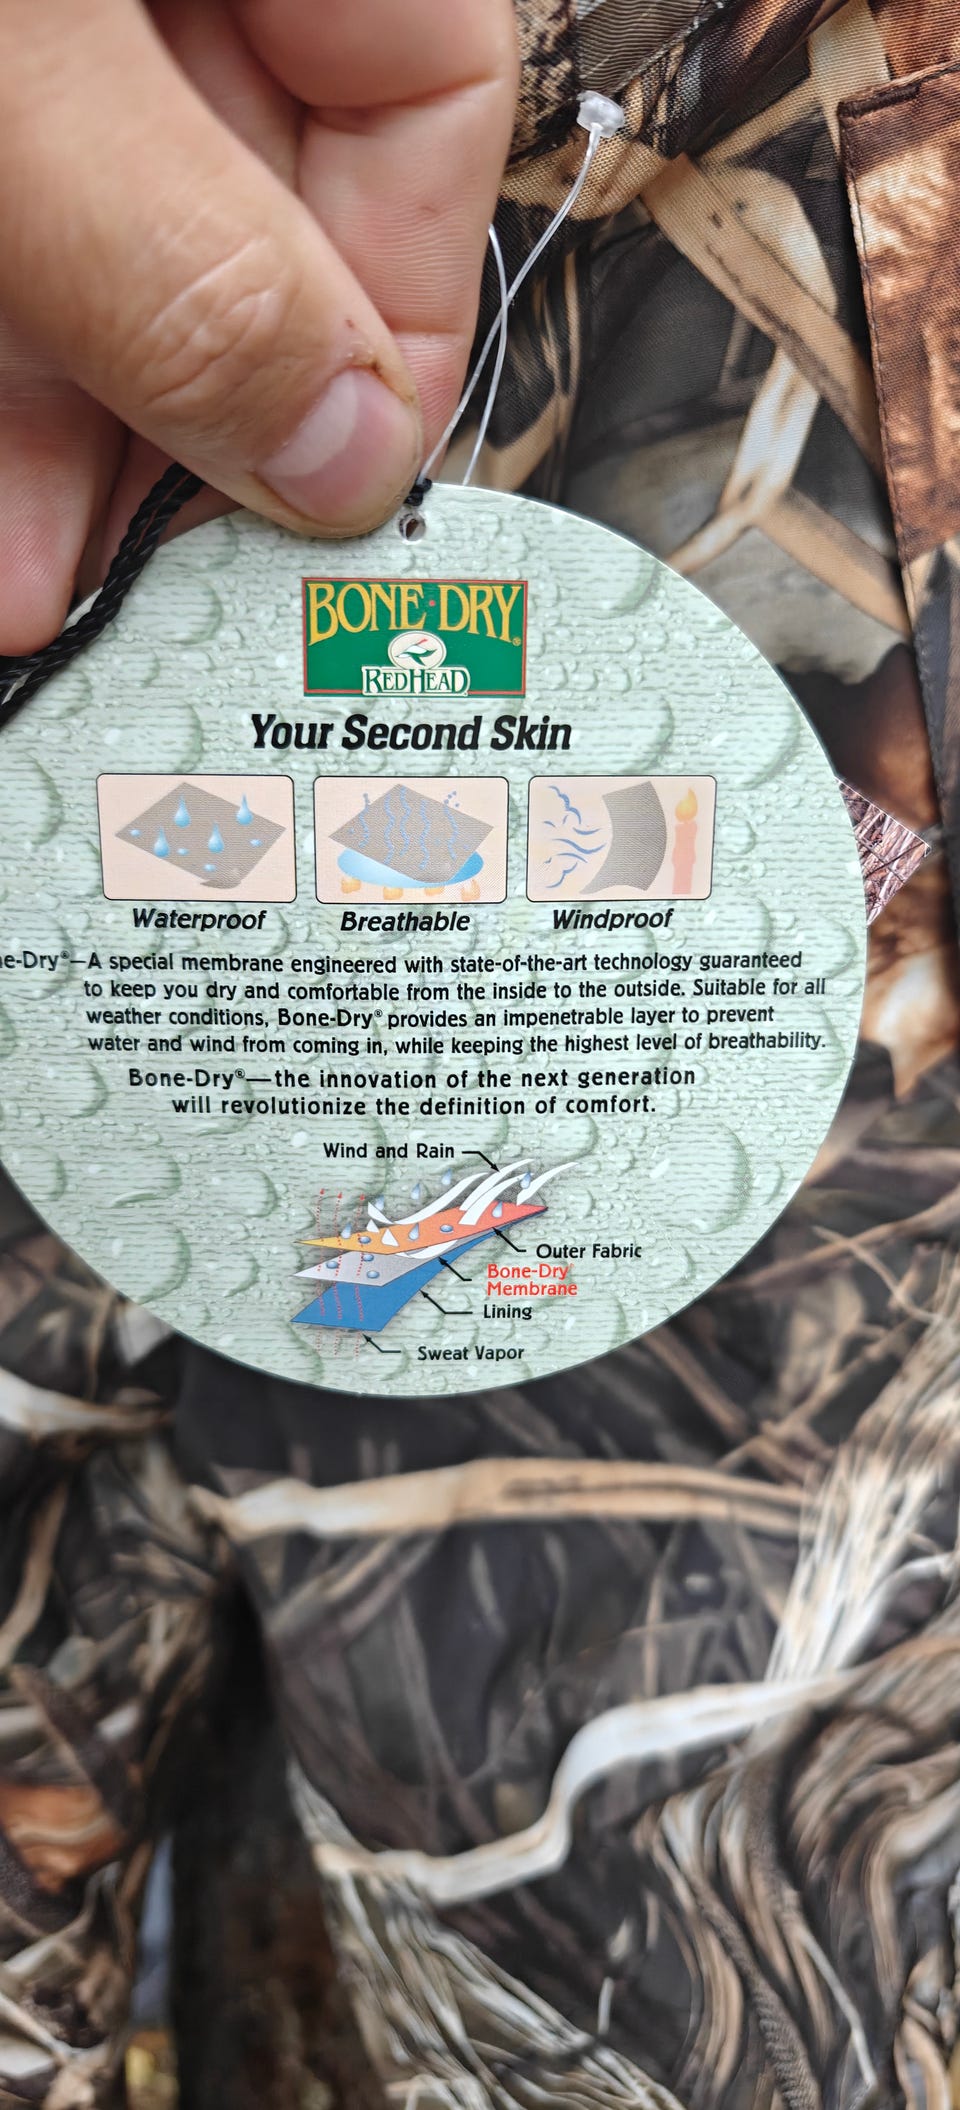 BONE·DRY®
REDHEAD®
Your Second Skin
Waterproof Breathable Windproof
e-Dry®—A special membrane engineered with state-of-the-art technology guaranteed
to keep you dry and comfortable from the inside to the outside. Suitable for all
weather conditions, Bone-Dry® provides an impenetrable layer to prevent
water and wind from coming in, while keeping the highest level of breathability.
Bone-Dry®—the innovation of the next generation
will revolutionize the definition of comfort.
Wind and Rain
Outer Fabric
Bone-Dry
Membrane
Lining
Sweat Vapor